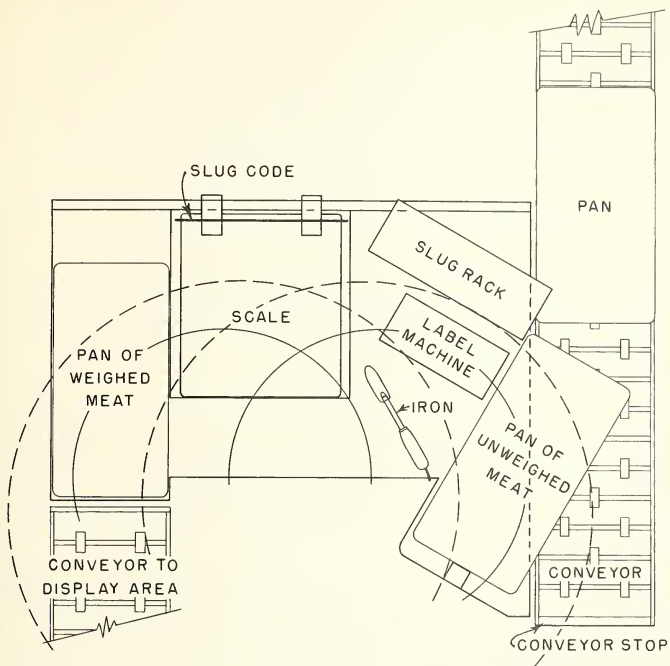 SLUG CODE
PAN
SLUG RACK
SCALE
LABEL
MACHINE
PAN OF
WEIGHED
MEAT
IRON
PAN OF
UNWEIGHED
MEAT
CONVEYOR TO
DISPLAY AREA
CONVEYOR
CONVEYOR STOP